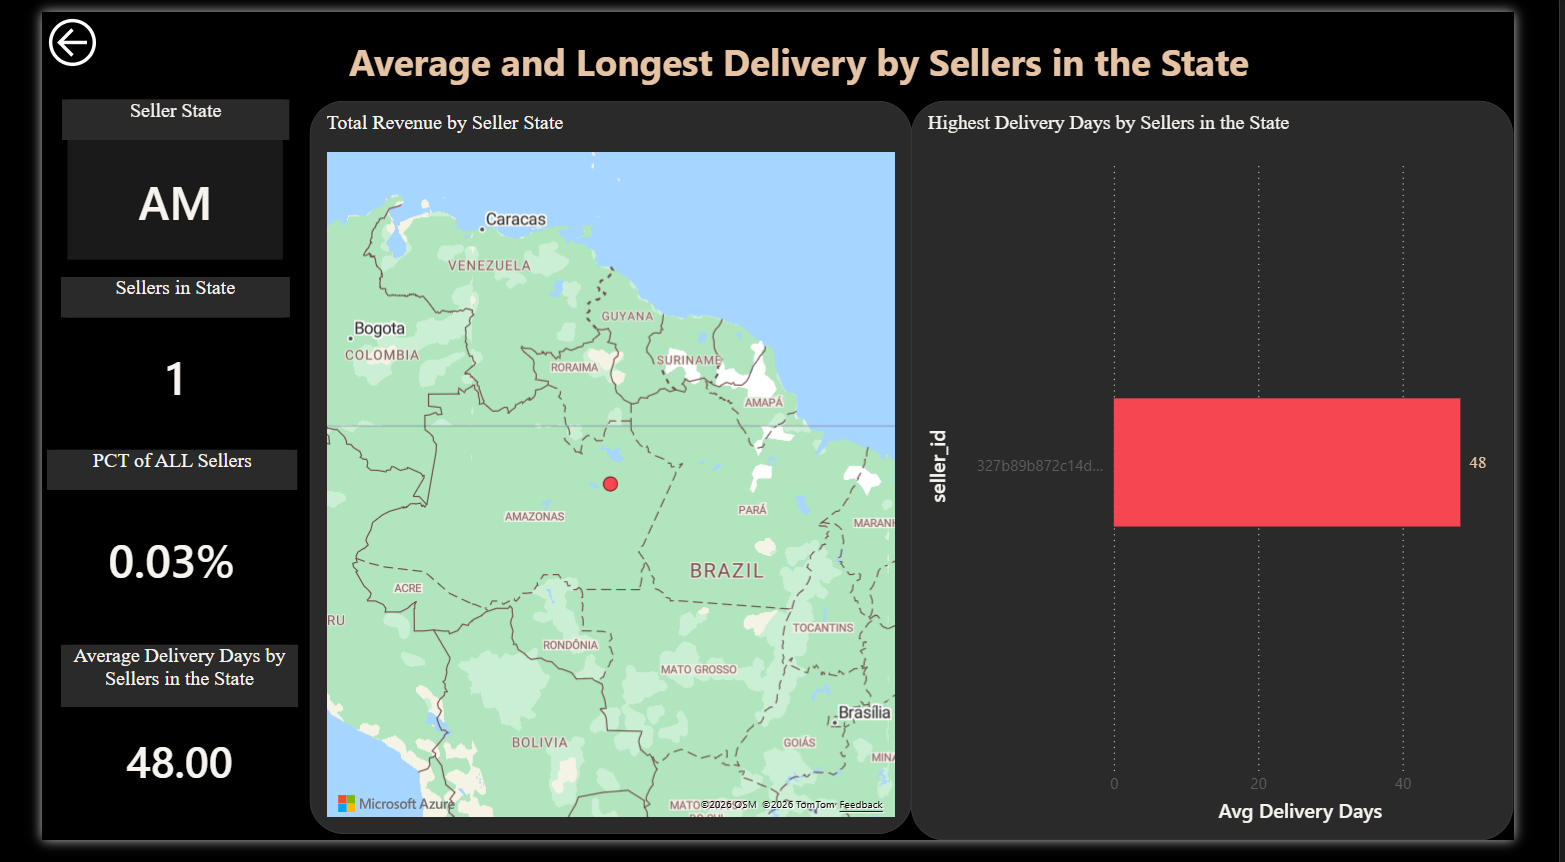 Average and Longest Delivery by Sellers in the State
Seller State
AM
Sellers in State
1
PCT of ALL Sellers
0.03%
Average Delivery Days by
Sellers in the State
48.00
Total Revenue by Seller State
Caracas
VENEZUELA
GUYANA
Bogota
COLOMBIA
SURINAME
RORAIMA
AMAPÁ
AMAZONAS
PARÁ
MARANH
BRAZIL
ACRE
RU
TOCANTINS
RONDÔNIA
MATO GROSSO
Brasília
BOLIVIA
GOIÁS
MINA
Microsoft Azure
MATO
©2026 OSM ©2026 TomTom Feedback
Highest Delivery Days by Sellers in the State
seller_id
327b89b872c14d...
48
0 20 40
Avg Delivery Days